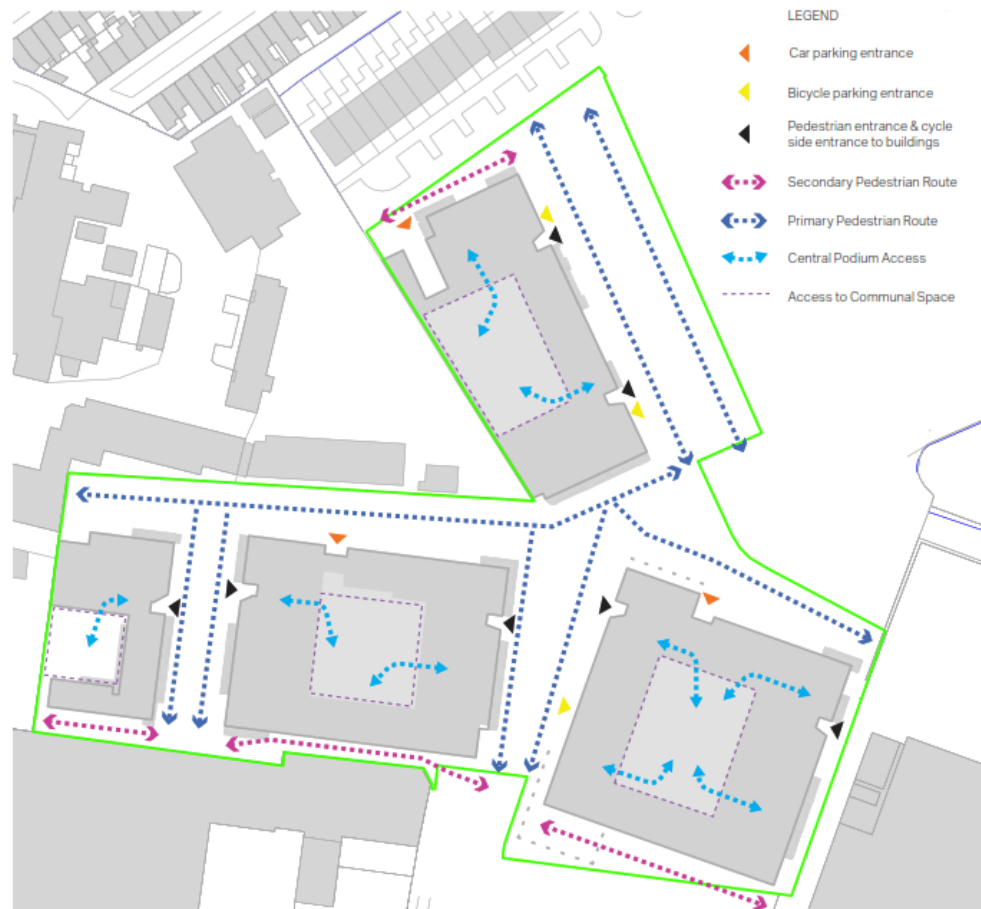 LEGEND
Car parking entrance
Bicycle parking entrance
Pedestrian entrance & cycle
side entrance to buildings
Secondary Pedestrian Route
Primary Pedestrian Route
Central Podium Access
Access to Communal Space